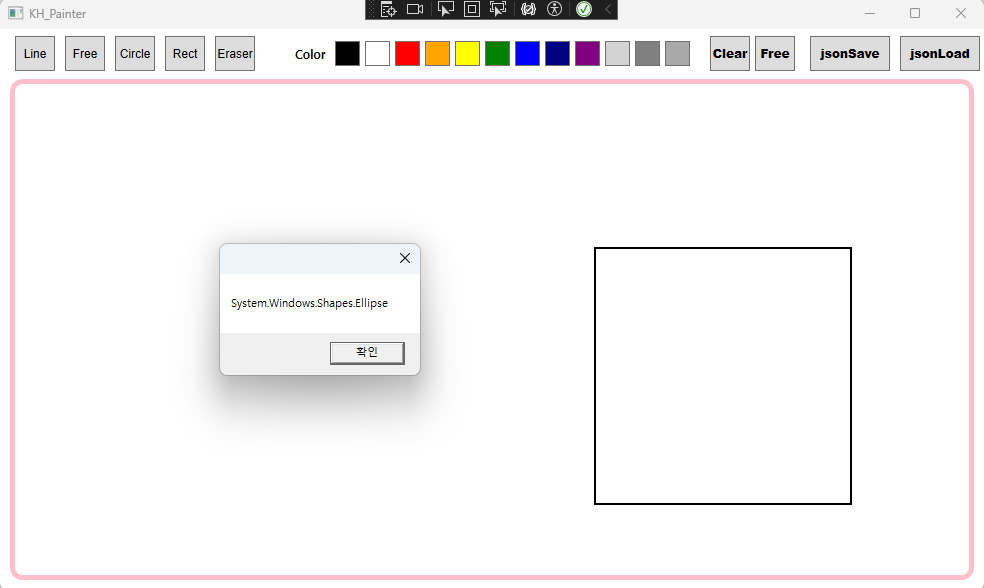 KH_Painter
Line Free Circle Rect Eraser Color Clear Free jsonSave jsonLoad
System.Windows.Shapes.Ellipse
확인